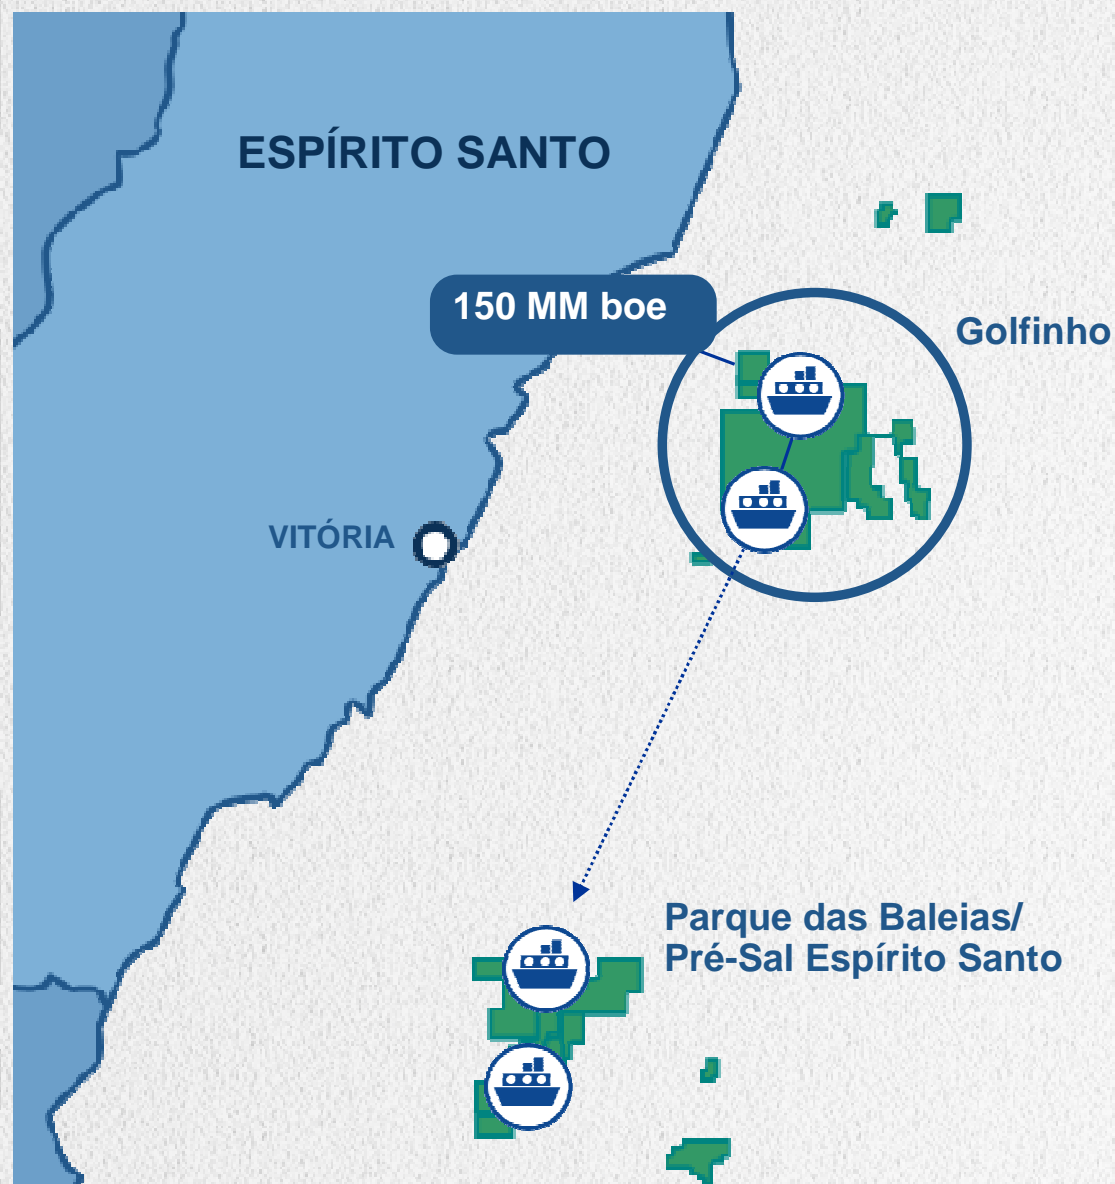 ESPÍRITO SANTO
150 MM boe
Golfinho
VITÓRIA
Parque das Baleias/
Pré-Sal Espírito Santo